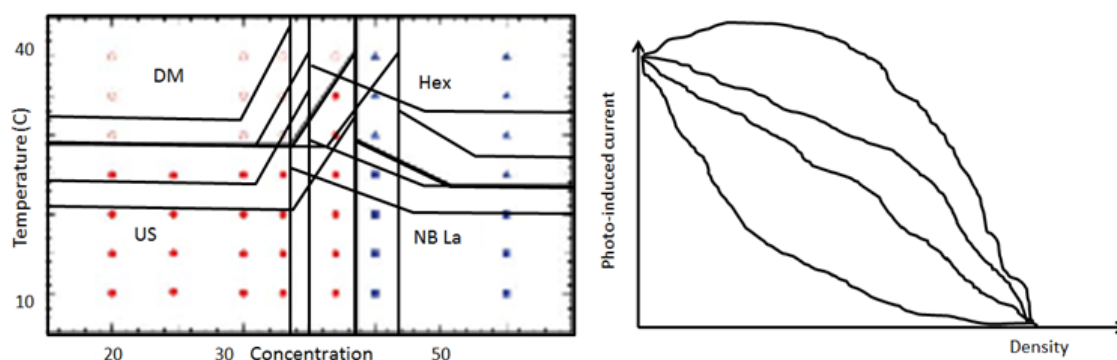 40
DM
Hex
Temperature (C)
US
NB La
10
20
30
Concentration
50
Photo-induced current
Density